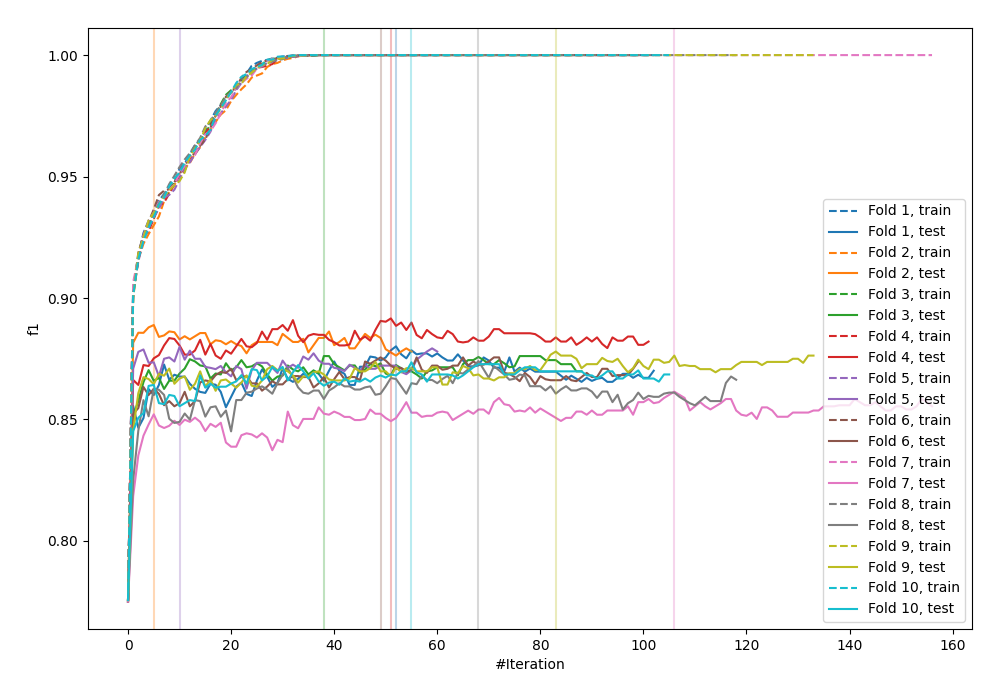 1.00
0.95
0.90
0.85
0.80
f1
0 20 40 60 80 100 120 140 160
#Iteration
Fold 1, train
Fold 1, test
Fold 2, train
Fold 2, test
Fold 3, train
Fold 3, test
Fold 4, train
Fold 4, test
Fold 5, train
Fold 5, test
Fold 6, train
Fold 6, test
Fold 7, train
Fold 7, test
Fold 8, train
Fold 8, test
Fold 9, train
Fold 9, test
Fold 10, train
Fold 10, test